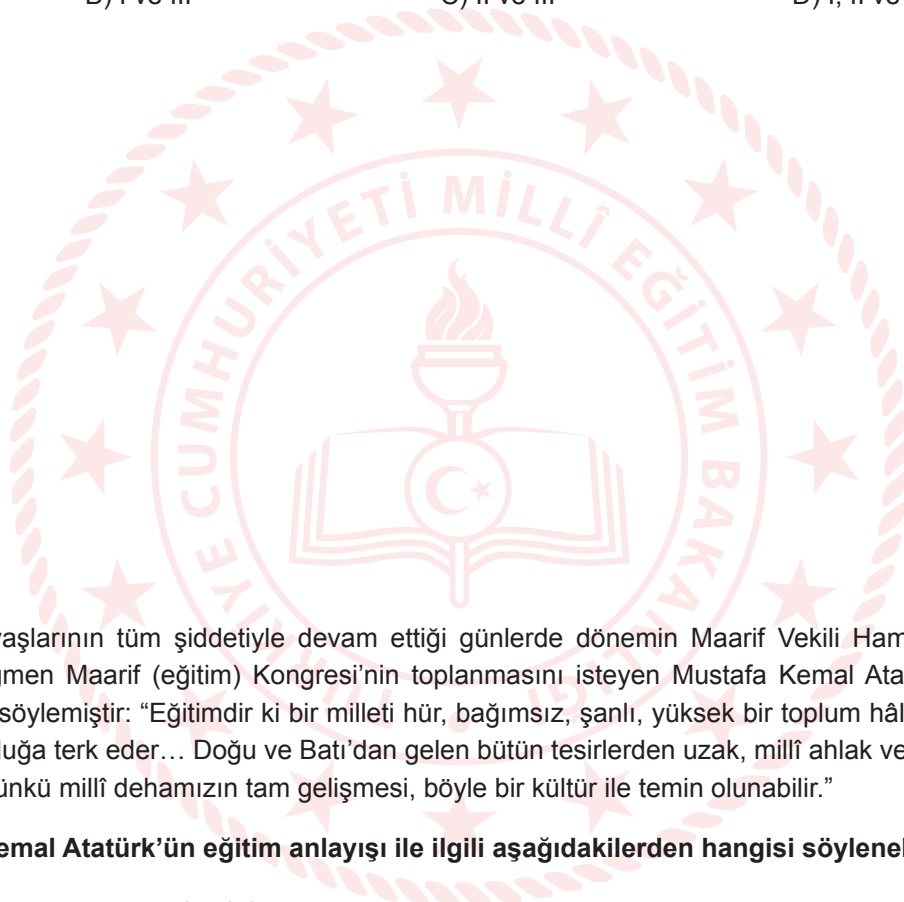 B) I ve III C) II ve III D) I, II ve
TÜRKİYE CUMHURİYETİ MİLLÎ EĞİTİM BAKANLIĞI
vaşlarının tüm şiddetiyle devam ettiği günlerde dönemin Maarif Vekili Ham
ğmen Maarif (eğitim) Kongresi’nin toplanmasını isteyen Mustafa Kemal Ata
söylemiştir: “Eğitimdir ki bir milleti hür, bağımsız, şanlı, yüksek bir toplum hâl
luğa terk eder… Doğu ve Batı’dan gelen bütün tesirlerden uzak, millî ahlak ve
ünkü millî dehamızın tam gelişmesi, böyle bir kültür ile temin olunabilir.”
emal Atatürk’ün eğitim anlayışı ile ilgili aşağıdakilerden hangisi söylenel